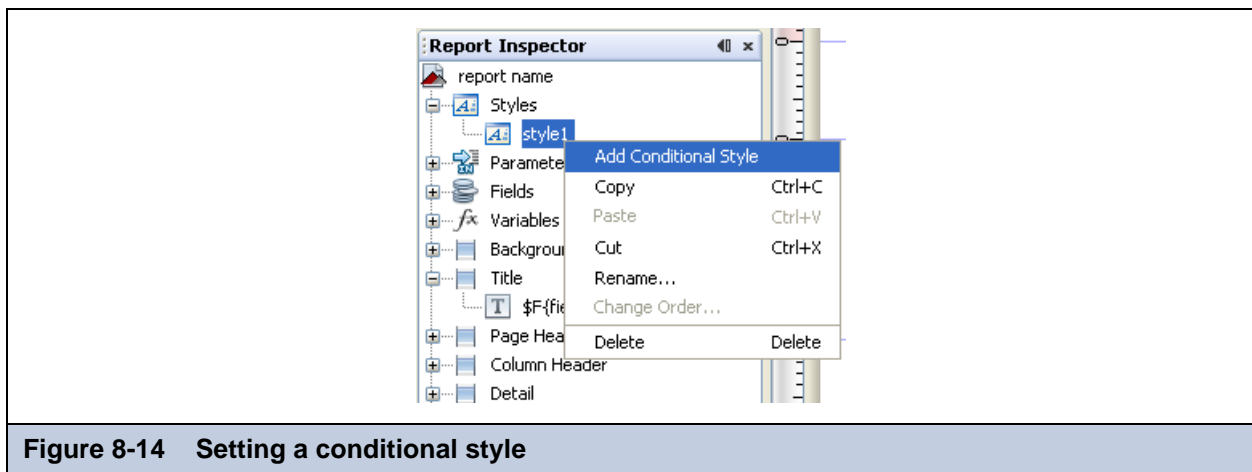 Report Inspector
report name
Styles
style1
Add Conditional Style
Paramete
Copy Ctrl+C
Fields
Paste Ctrl+V
Variables
Cut Ctrl+X
Backgrou
Rename...
Title
Change Order...
$F{fie
Delete Delete
Page Hea
Column Header
Detail
Figure 8-14 Setting a conditional style